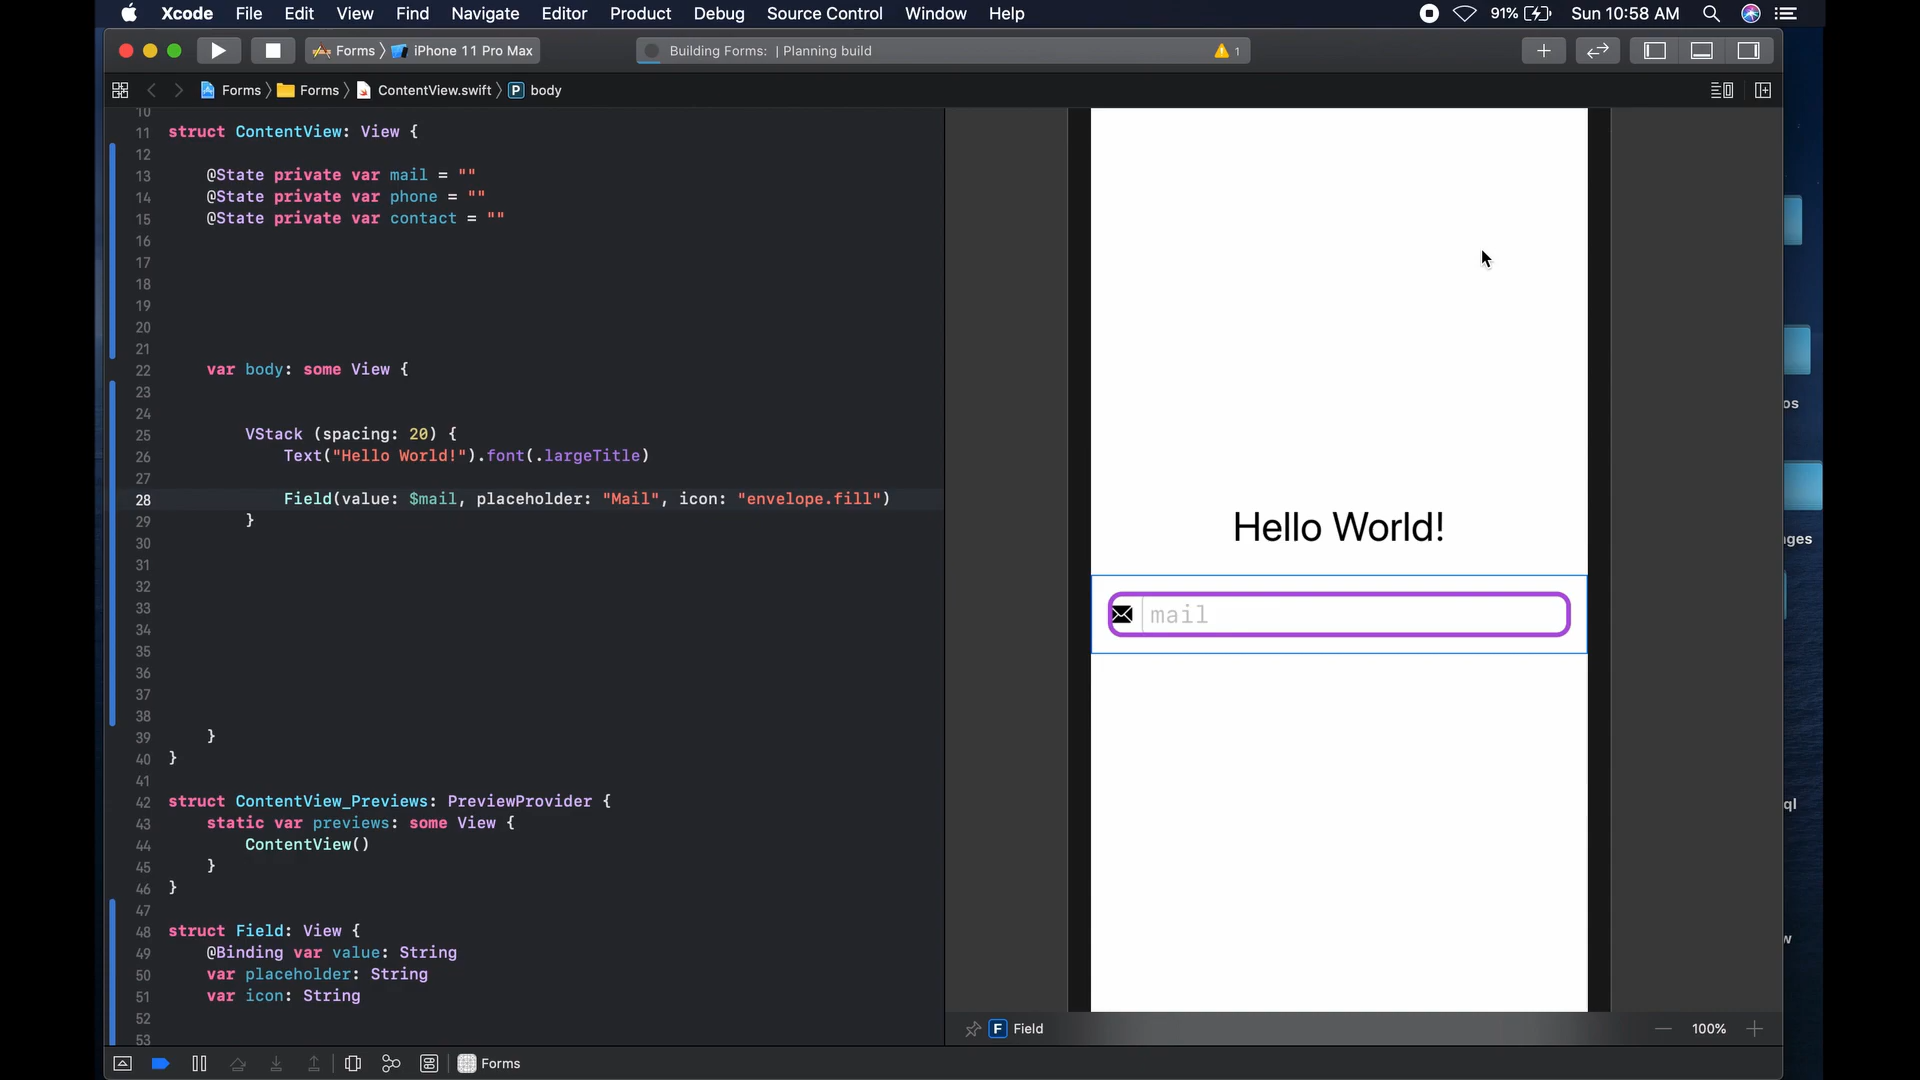 Xcode File Edit View Find Navigate Editor Product Debug Source Control Window Help 91% Sun 10:58 AM
Forms iPhone 11 Pro Max Building Forms: | Planning build 1
Forms Forms ContentView.swift P body
10
11 struct ContentView: View {
12
13 @State private var mail = ""
14 @State private var phone = ""
15 @State private var contact = ""
16
17
18
19
20
21
22 var body: some View {
23
24
25 VStack (spacing: 20) {
26 Text("Hello World!").font(.largeTitle)
27
28 Field(value: $mail, placeholder: "Mail", icon: "envelope.fill")
29 }
30
31
32
33
34
35
36
37
38
39 }
40 }
41
42 struct ContentView_Previews: PreviewProvider {
43 static var previews: some View {
44 ContentView()
45 }
46 }
47
48 struct Field: View {
49 @Binding var value: String
50 var placeholder: String
51 var icon: String
52
53
Hello World!
mail
F Field 100%
Forms
os
ges
ql
w